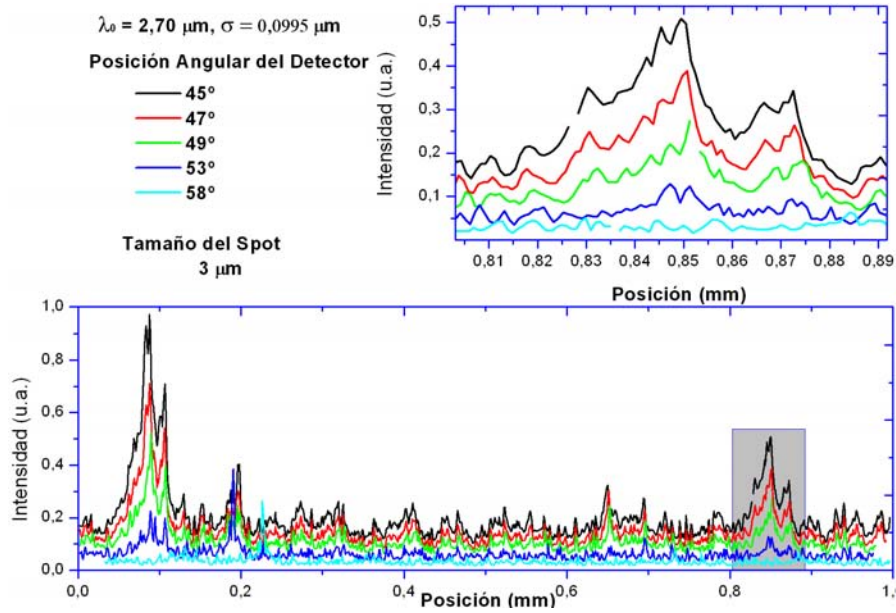 λ₀ = 2,70 μm, σ = 0,0995 μm
Posición Angular del Detector
45º
47º
49º
53º
58º
Tamaño del Spot
3 μm
Intensidad (u.a.)
0,5
0,4
0,3
0,2
0,1
0,81 0,82 0,83 0,84 0,85 0,86 0,87 0,88 0,89
Posición (mm)
Intensidad (u.a.)
1,0
0,8
0,6
0,4
0,2
0,0
0,0 0,2 0,4 0,6 0,8 1,
Posición (mm)